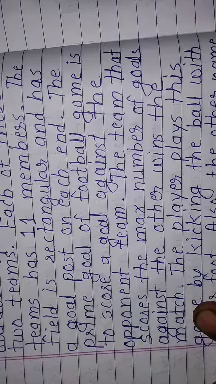 two teams. Each of these
teams has 11 members. The
field is rectangular and has
a goal post on each end. The
prime goal of football game is
to score a goal against the
opponent team. The team that
scores the max number of goals
against the other wins the
match. The player plays this
game by kicking the ball with